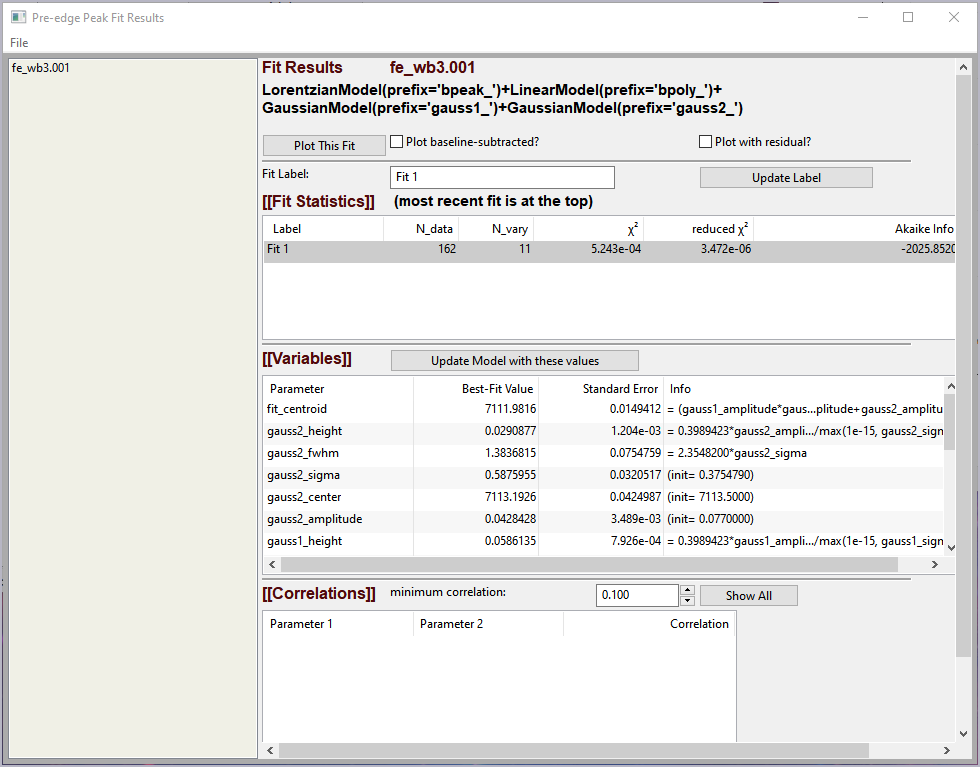 Pre-edge Peak Fit Results
File
fe_wb3.001
Fit Results fe_wb3.001
LorentzianModel(prefix='bpeak_')+LinearModel(prefix='bpoly_')+
GaussianModel(prefix='gauss1_')+GaussianModel(prefix='gauss2_')
Plot This Fit Plot baseline-subtracted? Plot with residual?
Fit Label: Fit 1 Update Label
[[Fit Statistics]] (most recent fit is at the top)
Label N_data N_vary χ² reduced χ² Akaike Info
Fit 1 162 11 5.243e-04 3.472e-06 -2025.8520
[[Variables]] Update Model with these values
Parameter Best-Fit Value Standard Error Info
fit_centroid 7111.9816 0.0149412 = (gauss1_amplitude*gaus...plitude+gauss2_amplitu
gauss2_height 0.0290877 1.204e-03 = 0.3989423*gauss2_ampli.../max(1e-15, gauss2_sign
gauss2_fwhm 1.3836815 0.0754759 = 2.3548200*gauss2_sigma
gauss2_sigma 0.5875955 0.0320517 (init= 0.3754790)
gauss2_center 7113.1926 0.0424987 (init= 7113.5000)
gauss2_amplitude 0.0428428 3.489e-03 (init= 0.0770000)
gauss1_height 0.0586135 7.926e-04 = 0.3989423*gauss1_ampli.../max(1e-15, gauss1_sign
[[Correlations]] minimum correlation: 0.100 Show All
Parameter 1 Parameter 2 Correlation